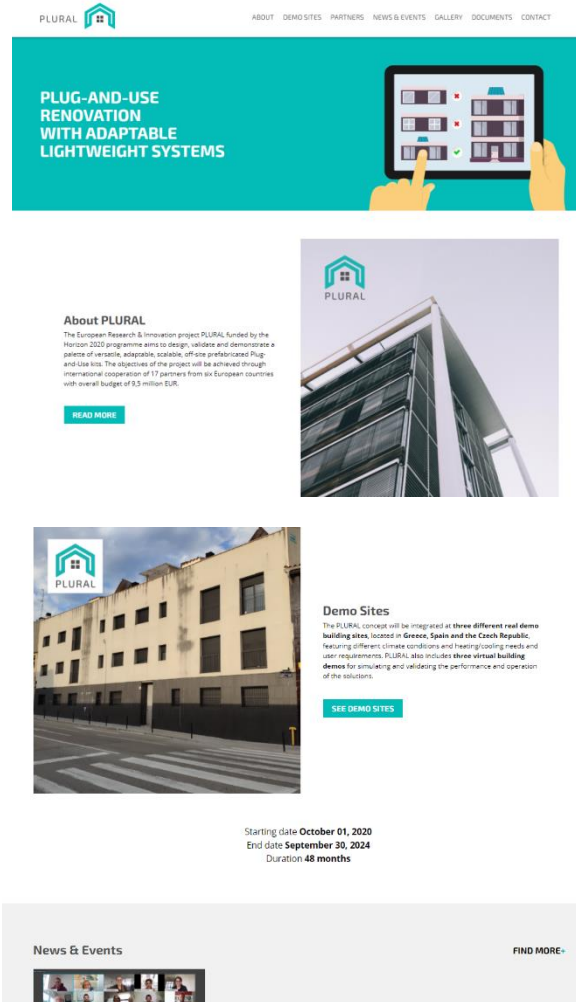 PLURAL
ABOUT DEMO SITES PARTNERS NEWS & EVENTS GALLERY DOCUMENTS CONTACT
PLUG-AND-USE
RENOVATION
WITH ADAPTABLE
LIGHTWEIGHT SYSTEMS
PLURAL
About PLURAL
The European Research & Innovation project PLURAL funded by the
Horizon 2020 programme aims to design, validate and demonstrate a
palette of versatile, adaptable, scalable, off-site prefabricated Plug-
and-Use kits. The objectives of the project will be achieved through
international cooperation of 17 partners from six European countries
with overall budget of 9,5 million EUR.
READ MORE
PLURAL
Demo Sites
The PLURAL concept will be integrated at three different real demo
building sites, located in Greece, Spain and the Czech Republic,
featuring different climate conditions and heating/cooling needs and
user requirements. PLURAL also includes three virtual building
demos for simulating and validating the performance and operation
of the solutions.
SEE DEMO SITES
Starting date October 01, 2020
End date September 30, 2024
Duration 48 months
News & Events
FIND MORE+